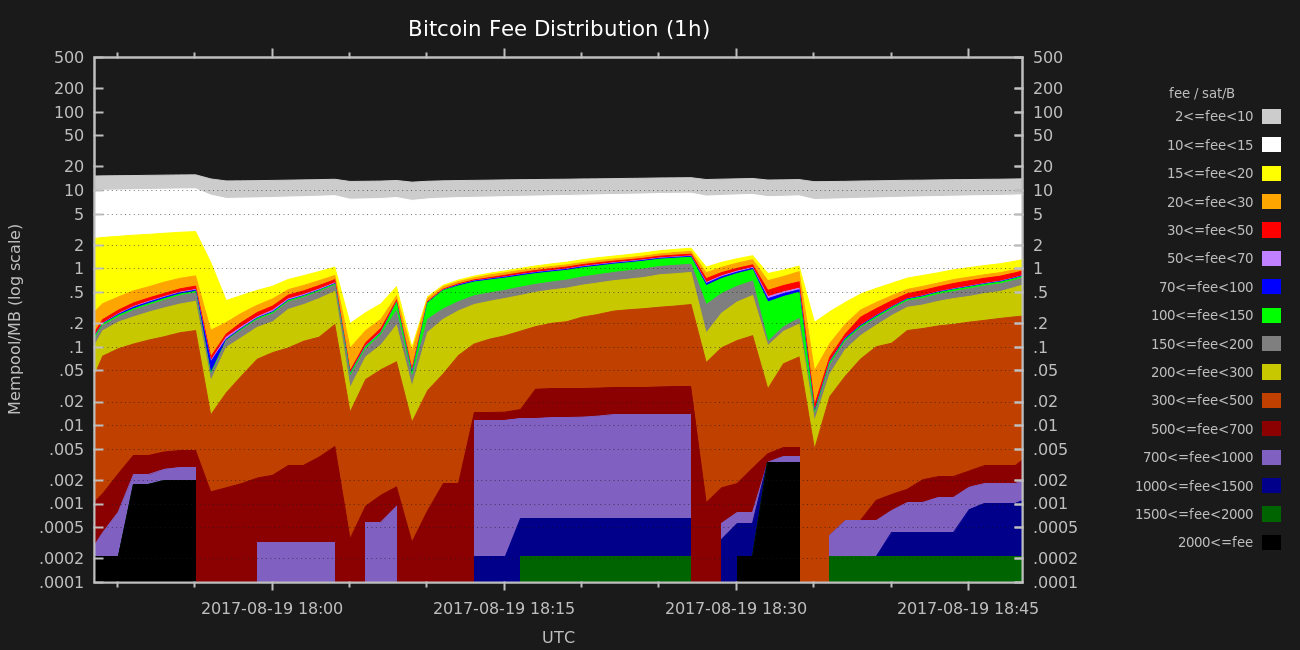 Bitcoin Fee Distribution (1h)
500
200
100
50
20
10
5
2
1
.5
.2
.1
.05
.02
.01
.005
.002
.001
.0005
.0002
.0001
Mempool/MB (log scale)
500
200
100
50
20
10
5
2
1
.5
.2
.1
.05
.02
.01
.005
.002
.001
.0005
.0002
.0001
2017-08-19 18:00
2017-08-19 18:15
2017-08-19 18:30
2017-08-19 18:45
UTC
fee / sat/B
2<=fee<10
10<=fee<15
15<=fee<20
20<=fee<30
30<=fee<50
50<=fee<70
70<=fee<100
100<=fee<150
150<=fee<200
200<=fee<300
300<=fee<500
500<=fee<700
700<=fee<1000
1000<=fee<1500
1500<=fee<2000
2000<=fee